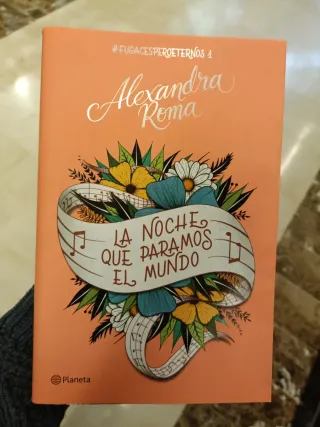 #FUGACESPEROETERNOS 1
Alexandra
Roma
LA NOCHE
QUE PARAMOS
EL MUNDO
Planeta